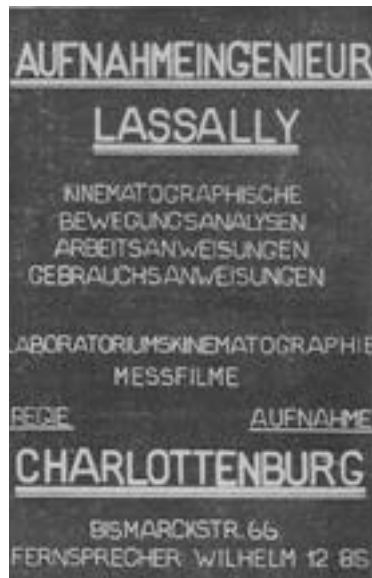 AUFNAHMEINGENIEUR
LASSALLY
KINEMATOGRAPHISCHE
BEWEGUNGSANALYSEN
ARBEITSANWEISUNGEN
GEBRAUCHSANWEISUNGEN
LABORATORIUMSKINEMATOGRAPHIE
MESSFILME
REGIE AUFNAHME
CHARLOTTENBURG
BISMARCKSTR. 66.
FERNSPRECHER: WILHELM 12 85